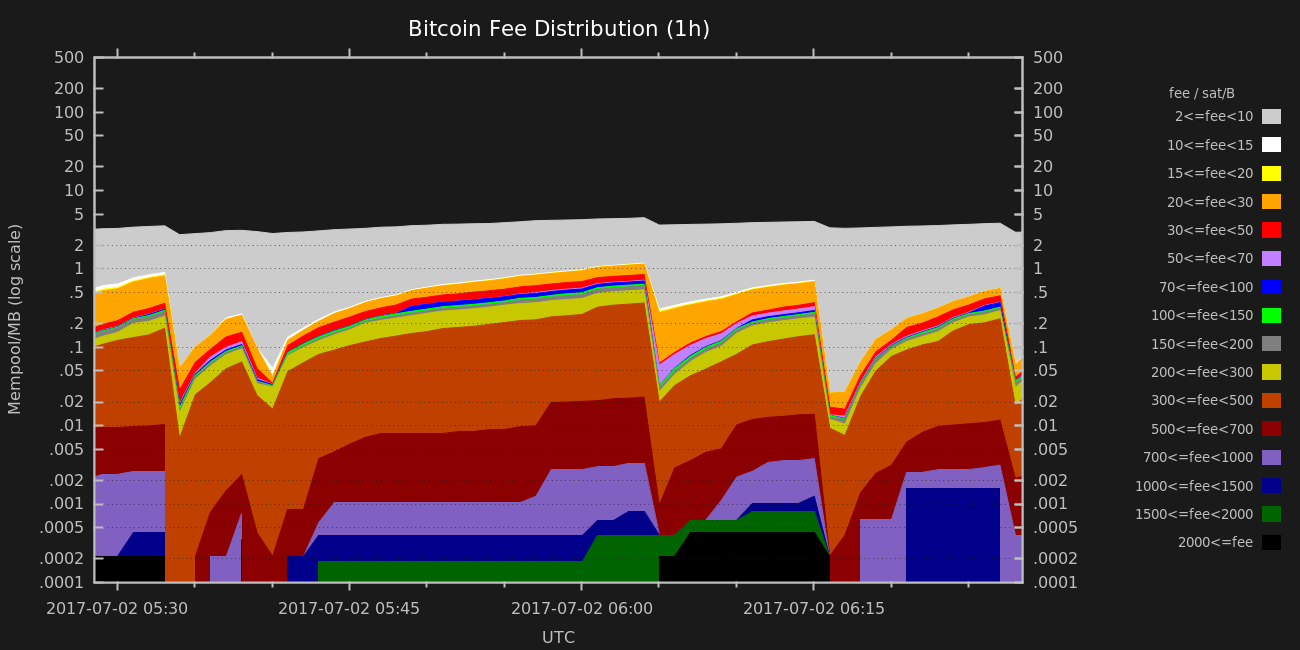 Bitcoin Fee Distribution (1h)
500 500
200 200
100 100
50 50
20 20
10 10
5 5
2 2
1 1
.5 .5
.2 .2
.1 .1
.05 .05
.02 .02
.01 .01
.005 .005
.002 .002
.001 .001
.0005 .0005
.0002 .0002
.0001 .0001
Mempool/MB (log scale)
2017-07-02 05:30 2017-07-02 05:45 2017-07-02 06:00 2017-07-02 06:15
UTC
fee / sat/B
2<=fee<10
10<=fee<15
15<=fee<20
20<=fee<30
30<=fee<50
50<=fee<70
70<=fee<100
100<=fee<150
150<=fee<200
200<=fee<300
300<=fee<500
500<=fee<700
700<=fee<1000
1000<=fee<1500
1500<=fee<2000
2000<=fee